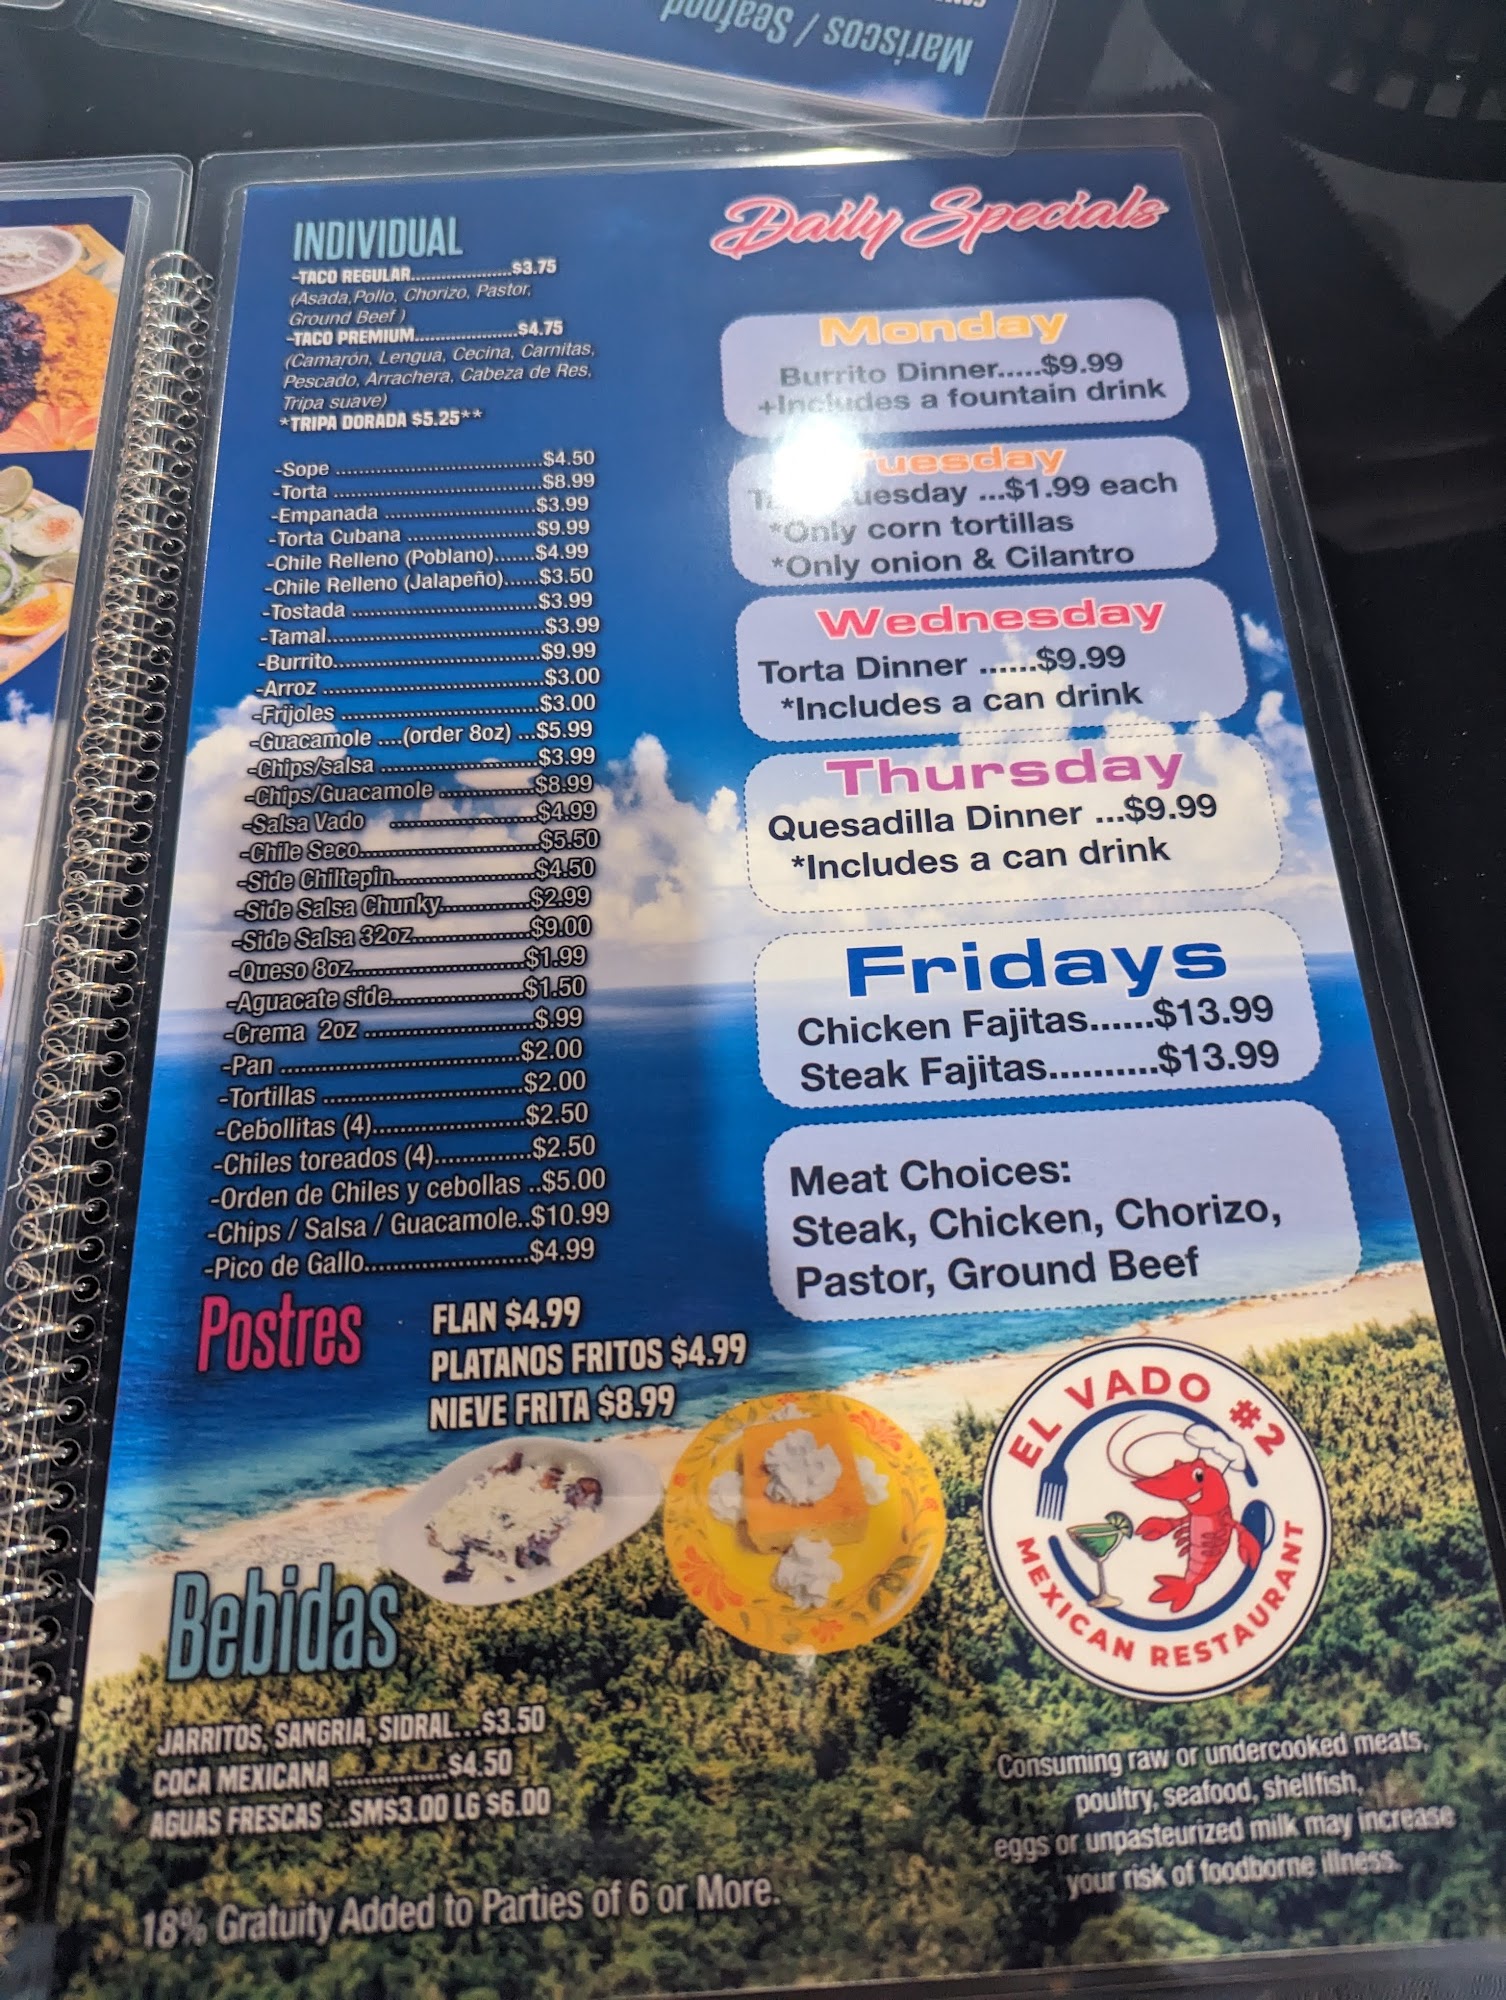 Mariscos / Seafood
INDIVIDUAL
-TACO REGULAR.....................$3.75
(Asada,Pollo, Chorizo, Pastor,
Ground Beef )
-TACO PREMIUM.....................$4.75
(Camarón, Lengua, Cecina, Carnitas,
Pescado, Arrachera, Cabeza de Res,
Tripa suave)
*TRIPA DORADA $5.25**
-Sope ....................................$4.50
-Torta ....................................$8.99
-Empanada ..........................$3.99
-Torta Cubana ......................$9.99
-Chile Relleno (Poblano).......$4.99
-Chile Relleno (Jalapeño)......$3.50
-Tostada ................................$3.99
-Tamal.....................................$3.99
-Burrito....................................$9.99
-Arroz .....................................$3.00
-Frijoles ..................................$3.00
-Guacamole ....(order 8oz) ...$5.99
-Chips/salsa ..........................$3.99
-Chips/Guacamole ................$8.99
-Salsa Vado .........................$4.99
-Chile Seco..............................$5.50
-Side Chiltepin........................$4.50
-Side Salsa Chunky...............$2.99
-Side Salsa 32oz....................$9.00
-Queso 8oz.............................$1.99
-Aguacate side.......................$1.50
-Crema 2oz ............................$.99
-Pan ........................................$2.00
-Tortillas .................................$2.00
-Cebollitas (4).........................$2.50
-Chiles toreados (4)................$2.50
-Orden de Chiles y cebollas ..$5.00
-Chips / Salsa / Guacamole..$10.99
-Pico de Gallo..........................$4.99
Postres
FLAN $4.99
PLATANOS FRITOS $4.99
NIEVE FRITA $8.99
Bebidas
JARRITOS, SANGRIA, SIDRAL...$3.50
COCA MEXICANA .................$4.50
AGUAS FRESCAS ...SM$3.00 LG $6.00
18% Gratuity Added to Parties of 6 or More.
Daily Specials
Monday
Burrito Dinner.....$9.99
+Includes a fountain drink
Tuesday
Tuesday ...$1.99 each
*Only corn tortillas
*Only onion & Cilantro
Wednesday
Torta Dinner ......$9.99
*Includes a can drink
Thursday
Quesadilla Dinner ...$9.99
*Includes a can drink
Fridays
Chicken Fajitas......$13.99
Steak Fajitas..........$13.99
Meat Choices:
Steak, Chicken, Chorizo,
Pastor, Ground Beef
EL VADO #2
MEXICAN RESTAURANT
Consuming raw or undercooked meats,
poultry, seafood, shellfish,
eggs or unpasteurized milk may increase
your risk of foodborne illness.